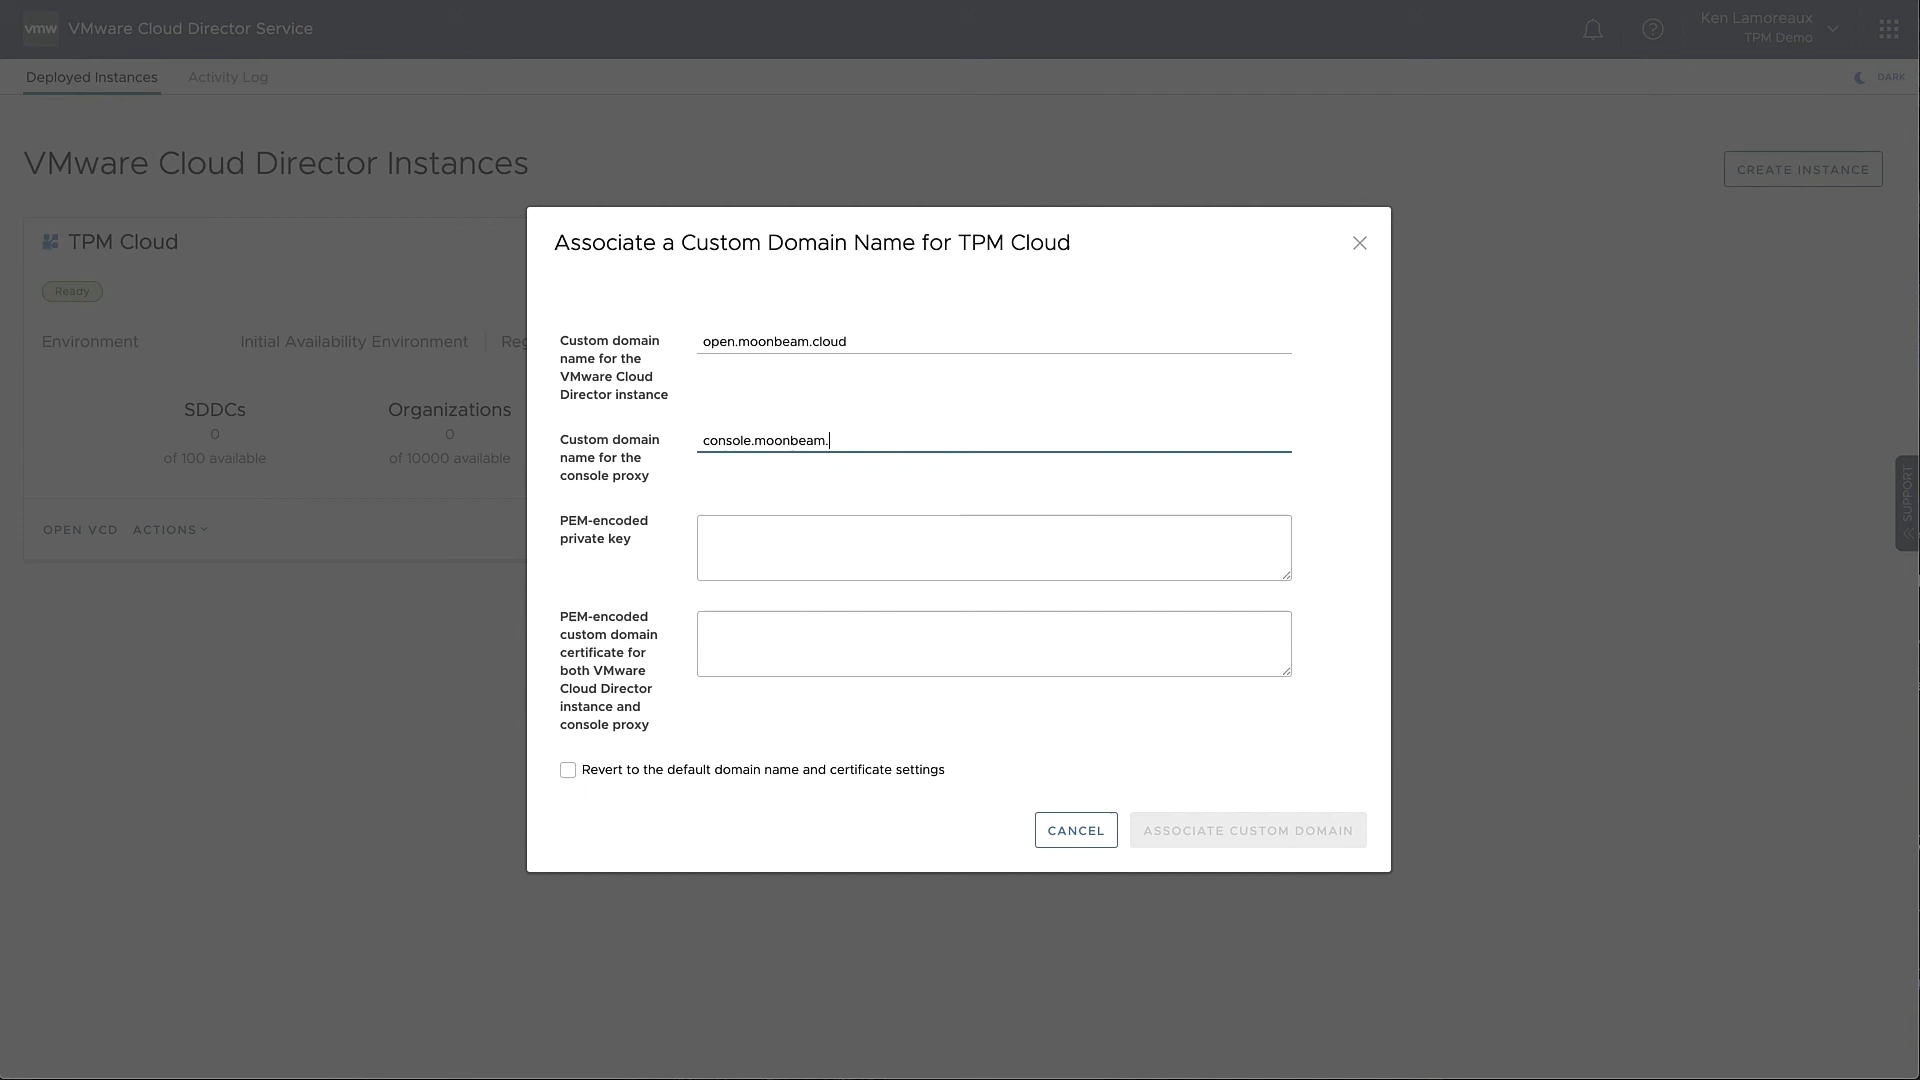 vmw VMware Cloud Director Service
Ken Lamoreaux
TPM Demo
Deployed Instances Activity Log
DARK
VMware Cloud Director Instances
CREATE INSTANCE
TPM Cloud
Ready
Environment Initial Availability Environment
SDDCs Organizations
0 0
of 100 available of 10000 available
OPEN VCD ACTIONS
Associate a Custom Domain Name for TPM Cloud
Custom domain
name for the
VMware Cloud
Director instance
open.moonbeam.cloud
Custom domain
name for the
console proxy
console.moonbeam.
PEM-encoded
private key
PEM-encoded
custom domain
certificate for
both VMware
Cloud Director
instance and
console proxy
Revert to the default domain name and certificate settings
CANCEL ASSOCIATE CUSTOM DOMAIN
SUPPORT